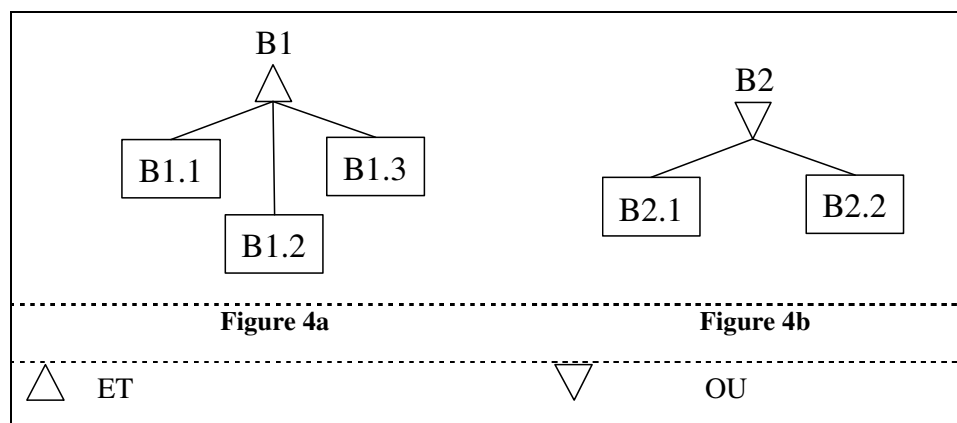 B1
B2
B1.1
B1.3
B1.2
B2.1
B2.2
Figure 4a
Figure 4b
ET
OU